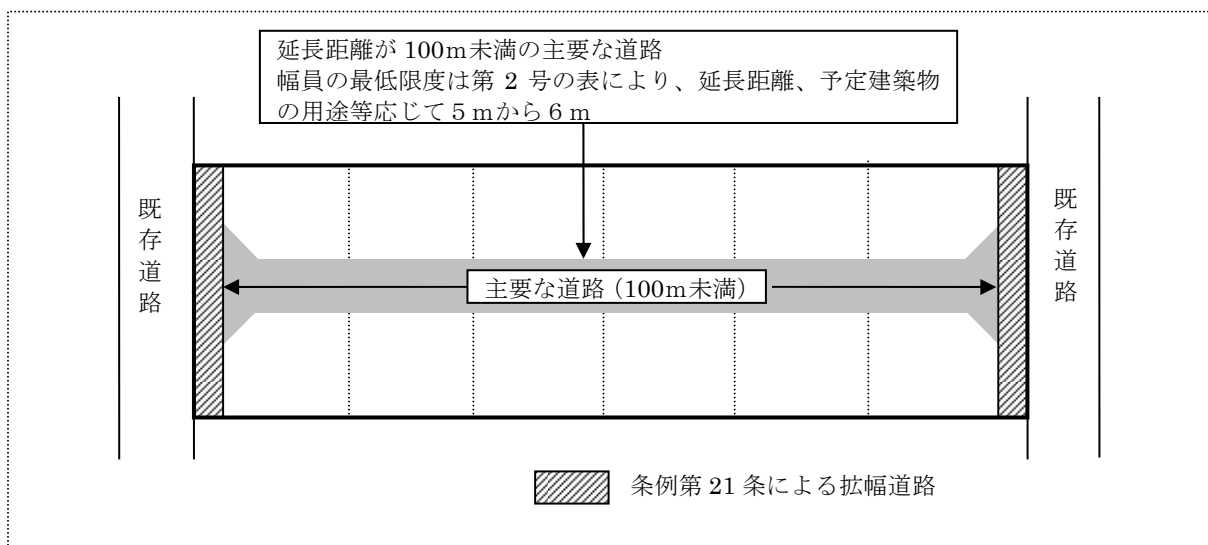 延長距離が 100m未満の主要な道路
幅員の最低限度は第 2 号の表により、延長距離、予定建築物
の用途等応じて５ｍから６ｍ
既存道路
既存道路
主要な道路（100m未満）
条例第 21 条による拡幅道路